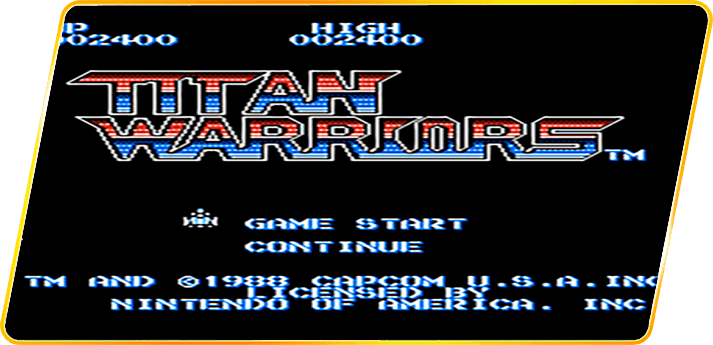 P HIGH
002400 002400
TITAN
WARRIORS TM
GAME START
CONTINUE
TM AND ©1988 CAPCOM U.S.A.INC
LICENSED BY
NINTENDO OF AMERICA. INC